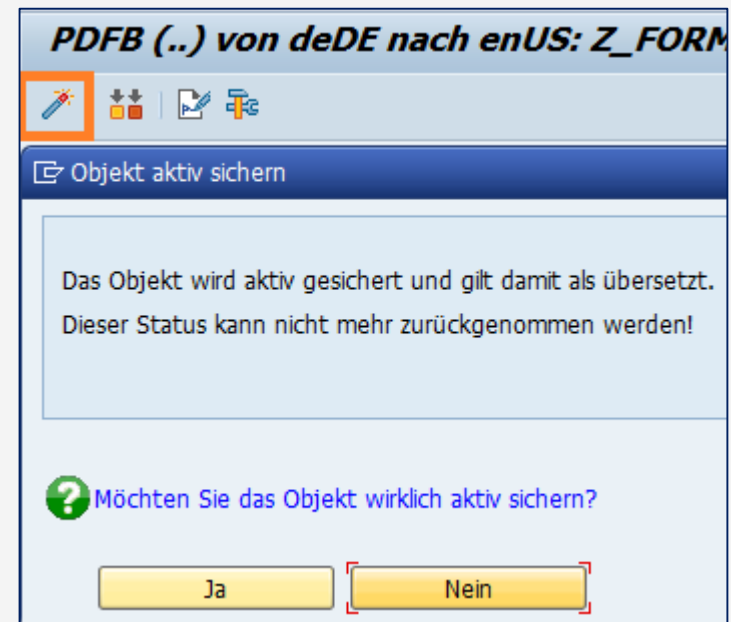 PDFB (..) von deDE nach enUS: Z_FORM
Objekt aktiv sichern
Das Objekt wird aktiv gesichert und gilt damit als übersetzt.
Dieser Status kann nicht mehr zurückgenommen werden!
Möchten Sie das Objekt wirklich aktiv sichern?
Ja Nein